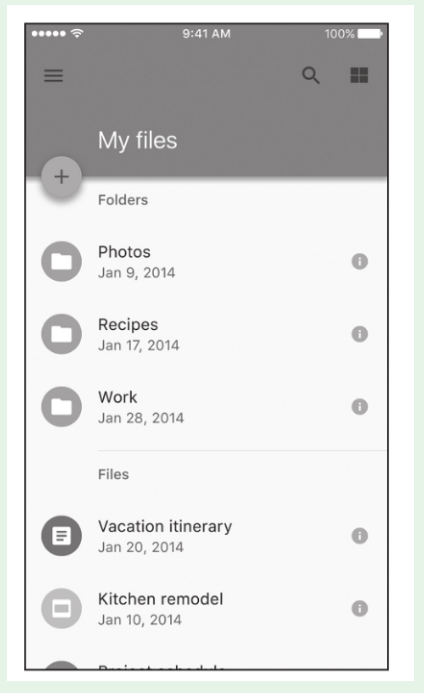 9:41 AM
100%
My files
Folders
Photos
Jan 9, 2014
Recipes
Jan 17, 2014
Work
Jan 28, 2014
Files
Vacation itinerary
Jan 20, 2014
Kitchen remodel
Jan 10, 2014